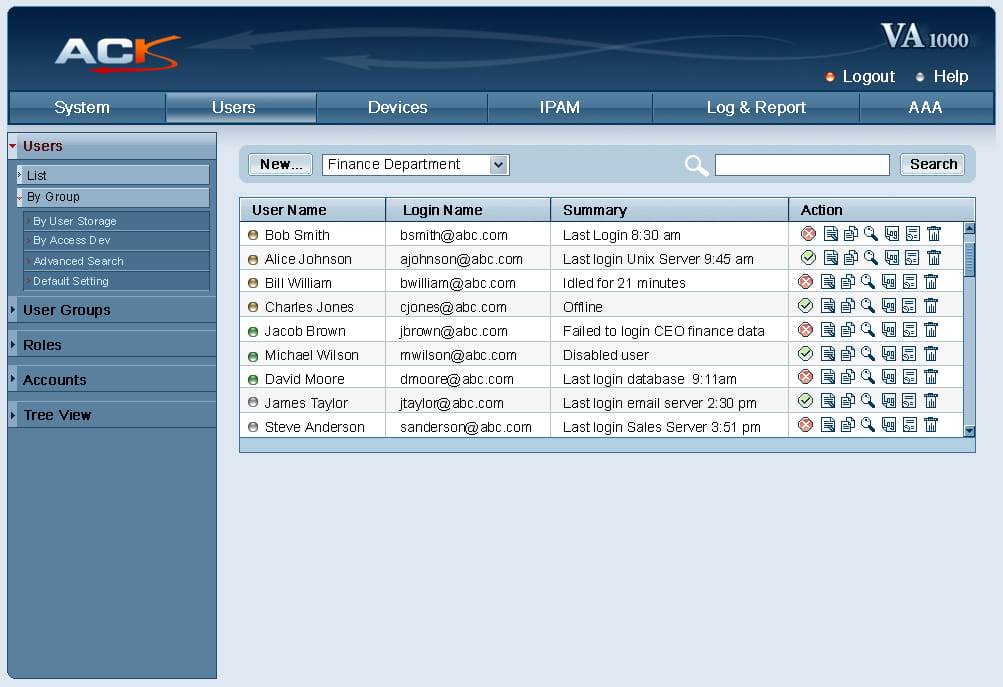 ACK
VA 1000
Logout Help
System Users Devices IPAM Log & Report AAA
Users
List
By Group
By User Storage
By Access Dev
Advanced Search
Default Setting
User Groups
Roles
Accounts
Tree View
New... Finance Department Search
User Name Login Name Summary Action
Bob Smith bsmith@abc.com Last Login 8:30 am
Alice Johnson ajohnson@abc.com Last login Unix Server 9:45 am
Bill William bwilliam@abc.com Idled for 21 minutes
Charles Jones cjones@abc.com Offline
Jacob Brown jbrown@abc.com Failed to login CEO finance data
Michael Wilson mwilson@abc.com Disabled user
David Moore dmoore@abc.com Last login database 9:11am
James Taylor jtaylor@abc.com Last login email server 2:30 pm
Steve Anderson sanderson@abc.com Last login Sales Server 3:51 pm